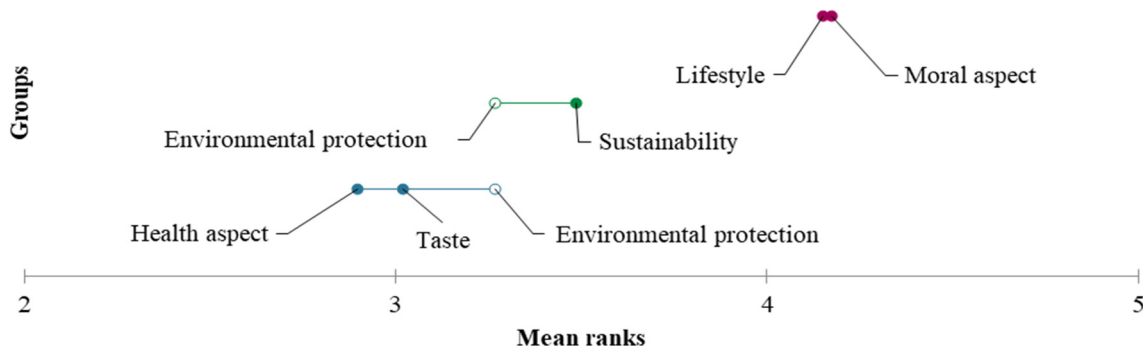 Groups
Lifestyle
Moral aspect
Environmental protection
Sustainability
Health aspect
Taste
Environmental protection
2 3 4 5
Mean ranks